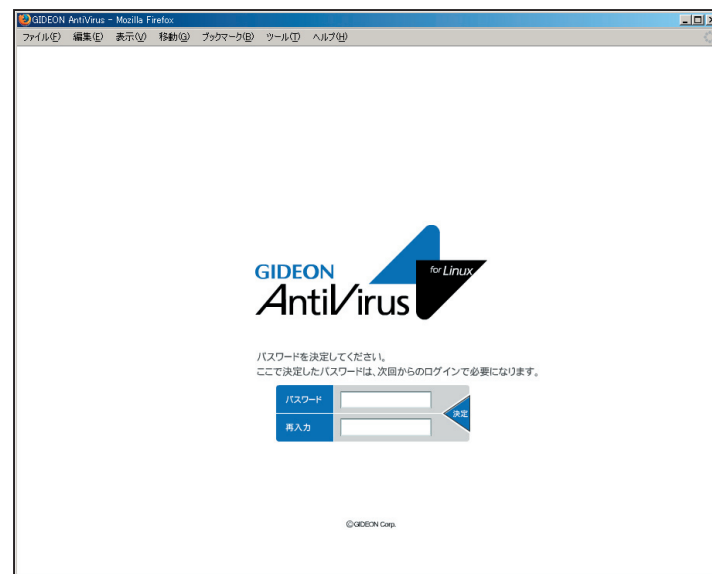 GIDEON AntiVirus - Mozilla Firefox
ファイル(F) 編集(E) 表示(V) 移動(G) ブックマーク(B) ツール(T) ヘルプ(H)
GIDEON
for Linux
AntiVirus
パスワードを決定してください。
ここで決定したパスワードは、次回からのログインで必要になります。
パスワード
決定
再入力
©GIDEON Corp.